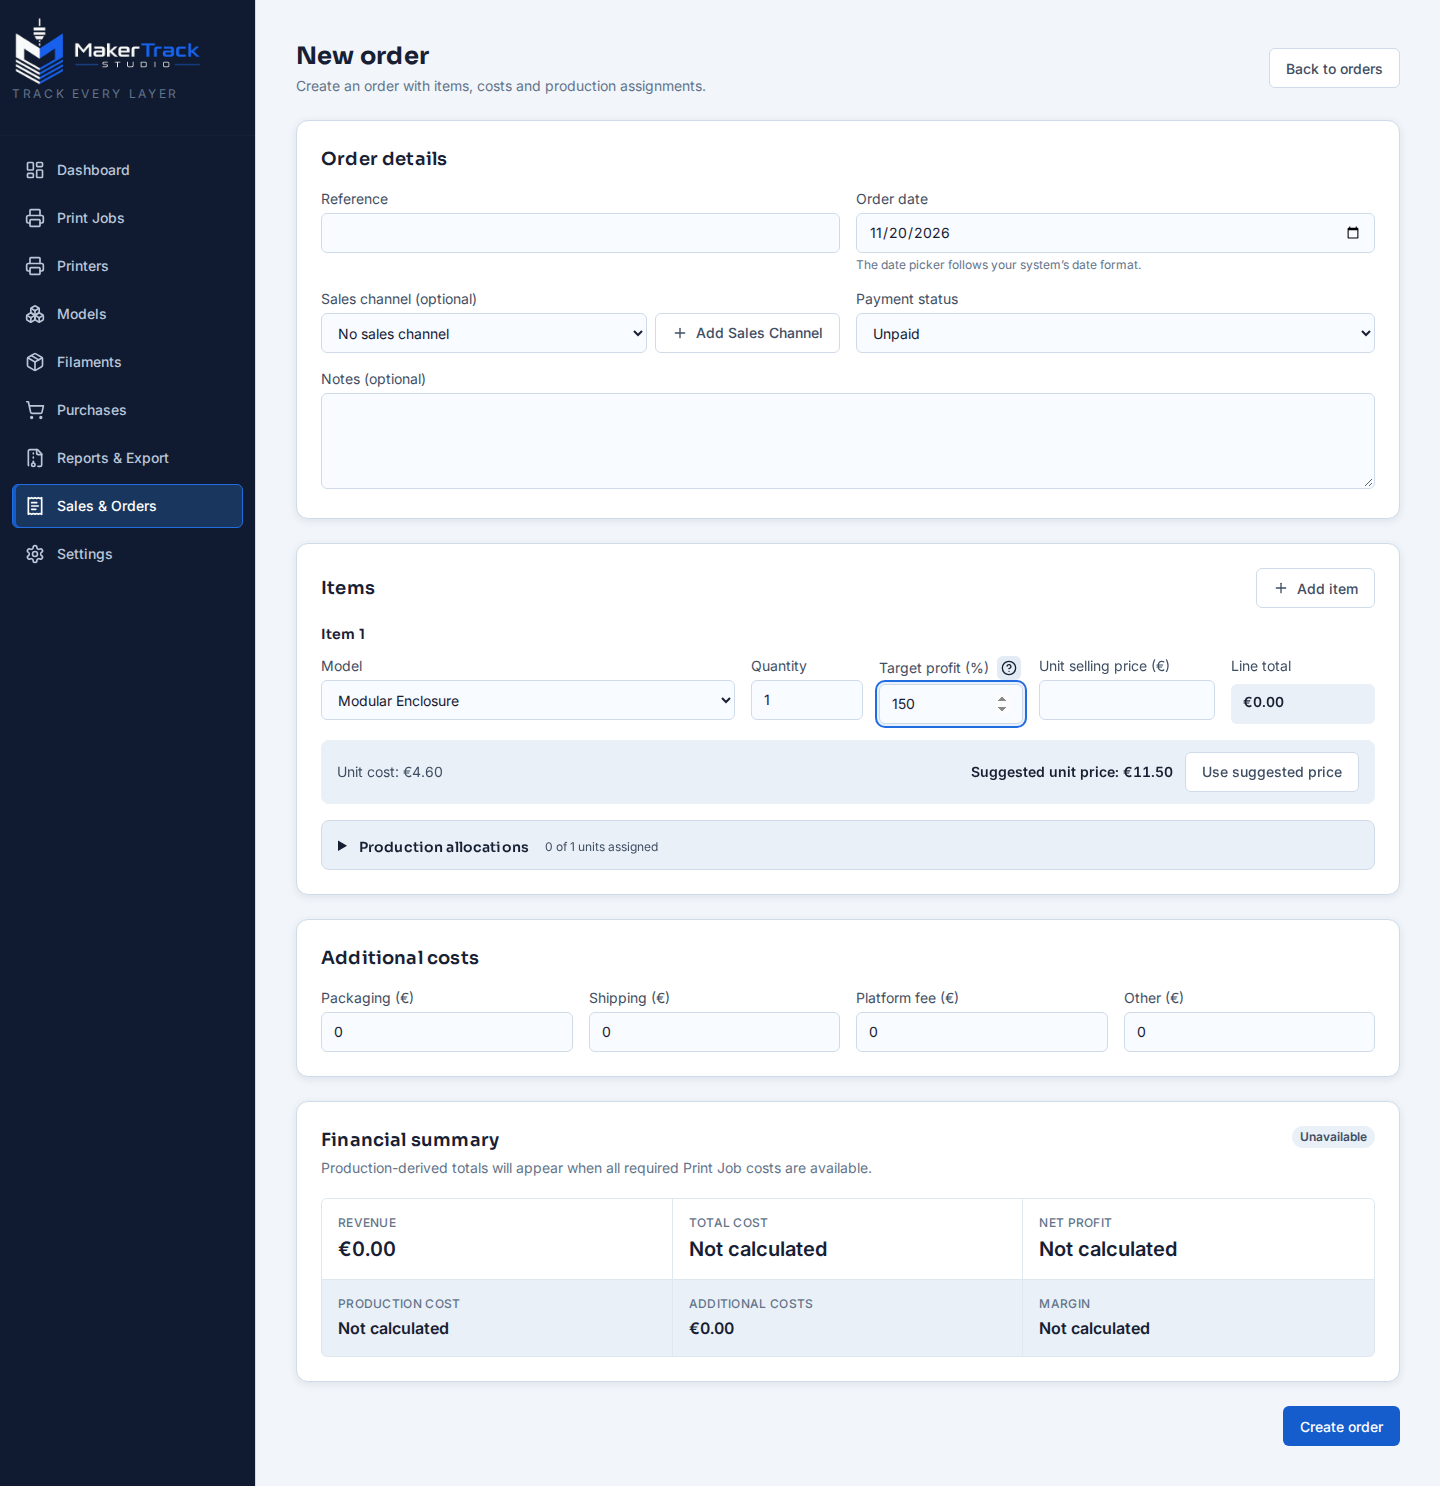 MakerTrack
STUDIO
TRACK EVERY LAYER
Dashboard
Print Jobs
Printers
Models
Filaments
Purchases
Reports & Export
Sales & Orders
Settings
New order
Create an order with items, costs and production assignments.
Back to orders
Order details
Reference
Order date
11/20/2026
The date picker follows your system’s date format.
Sales channel (optional)
Payment status
No sales channel
Add Sales Channel
Unpaid
Notes (optional)
Items
Add item
Item 1
Model
Quantity
Target profit (%)
Unit selling price (€)
Line total
Modular Enclosure
1
150
€0.00
Unit cost: €4.60
Suggested unit price: €11.50
Use suggested price
Production allocations
0 of 1 units assigned
Additional costs
Packaging (€)
Shipping (€)
Platform fee (€)
Other (€)
0
0
0
0
Financial summary
Unavailable
Production-derived totals will appear when all required Print Job costs are available.
REVENUE
TOTAL COST
NET PROFIT
€0.00
Not calculated
Not calculated
PRODUCTION COST
ADDITIONAL COSTS
MARGIN
Not calculated
€0.00
Not calculated
Create order